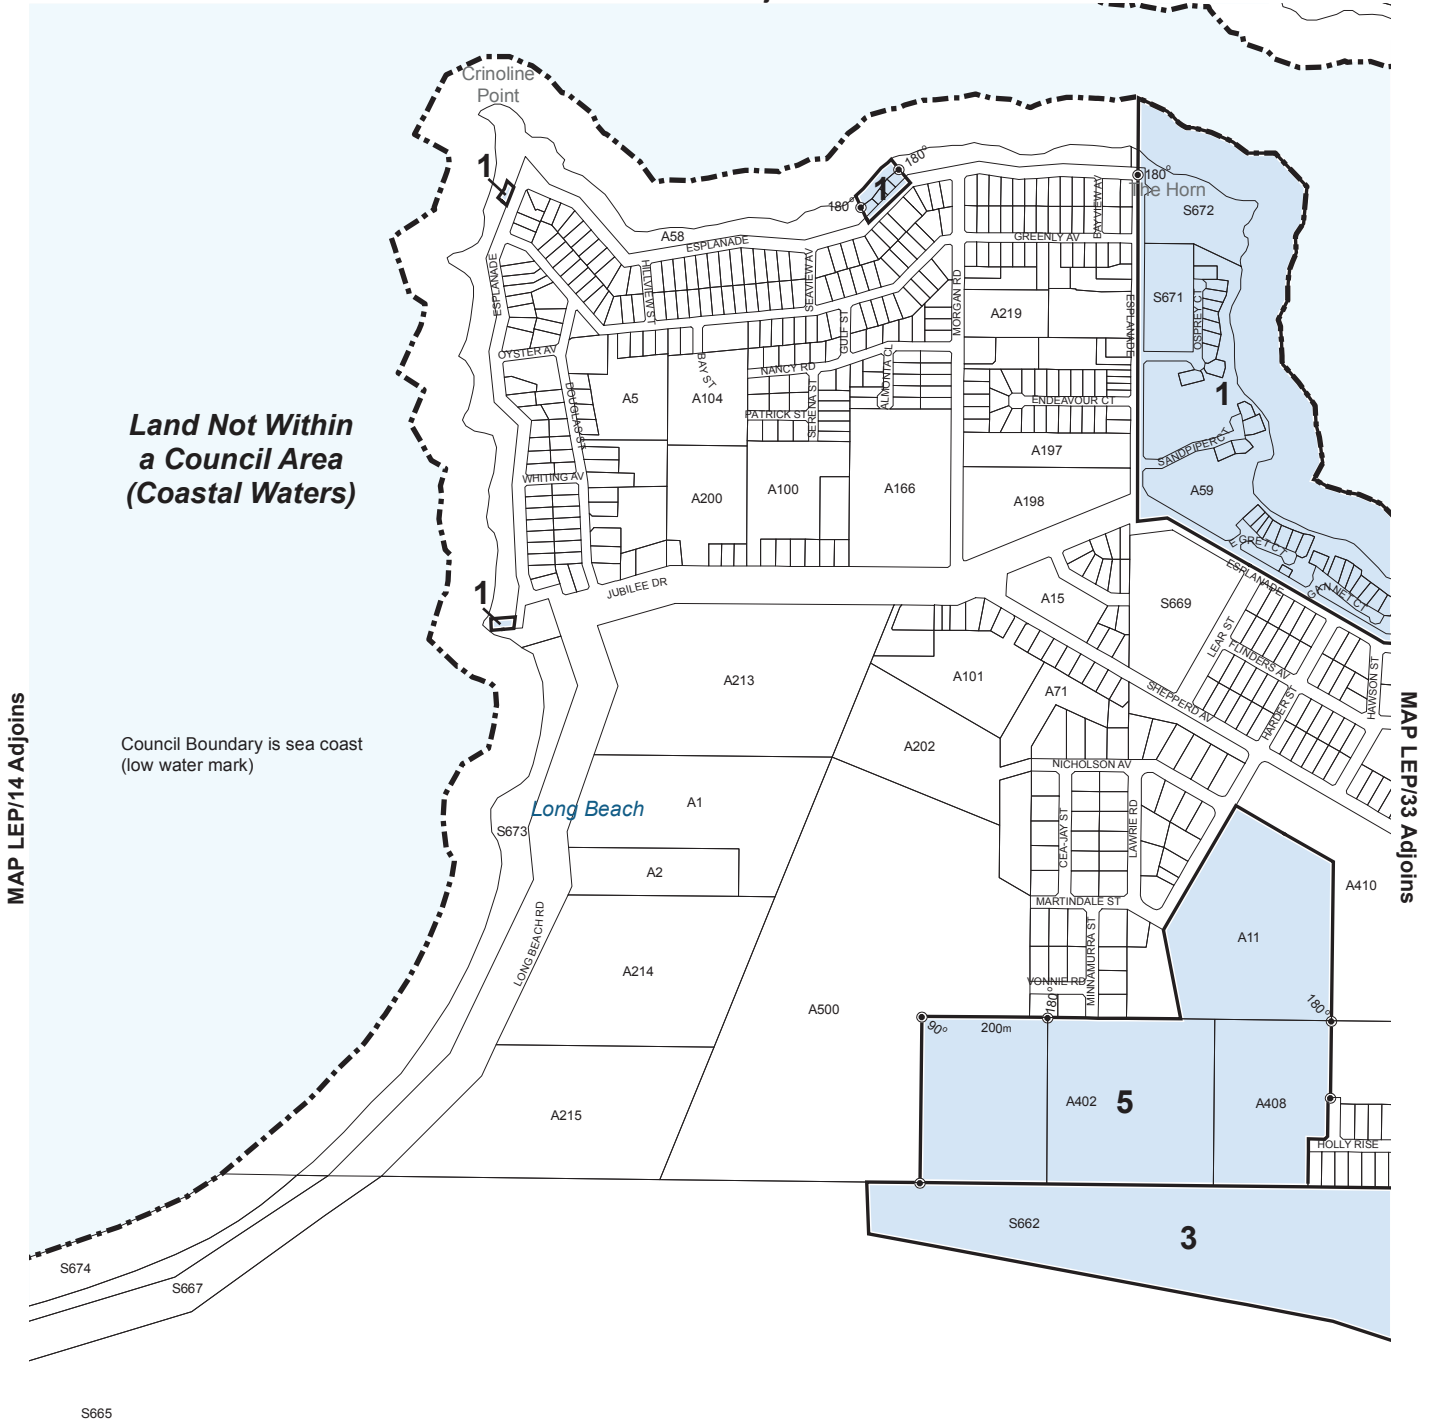 Crinoline
Point
1
180°
1
180°
180°
The Horn
S672
A58
ESPLANADE
BAYVIEW AV
GREENLY AV
HILLVIEW ST
SEAVIEW AV
ESPLANADE
MORGAN RD
S671
OSPREY CT
ESPLANADE
A219
GULF ST
OYSTER AV
BAY ST
NANCY RD
ALMONTA CL
DOUGLAS ST
A5
A104
SERENA ST
PATRICK ST
ENDEAVOUR CT
1
Land Not Within
a Council Area
(Coastal Waters)
A197
SANDPIPER CT
WHITING AV
A200
A100
A166
A198
A59
EGRET CT
ESPLANADE
GANNET CT
JUBILEE DR
1
A15
S669
LEAR ST
FLINDERS AV
HARDER ST
HAWSON ST
A213
A101
A71
SHEPPERD AV
MAP LEP/14 Adjoins
MAP LEP/33 Adjoins
Council Boundary is sea coast
(low water mark)
A202
NICHOLSON AV
Long Beach
A1
S673
CEA-JAY ST
LAWRIE RD
A2
A410
MARTINDALE ST
LONG BEACH RD
MINNAMURRA ST
A11
A214
VONNIE RD
A500
180°
180°
90°
200m
A402
5
A408
A215
HOLLY RISE
S662
3
S674
S667
S665